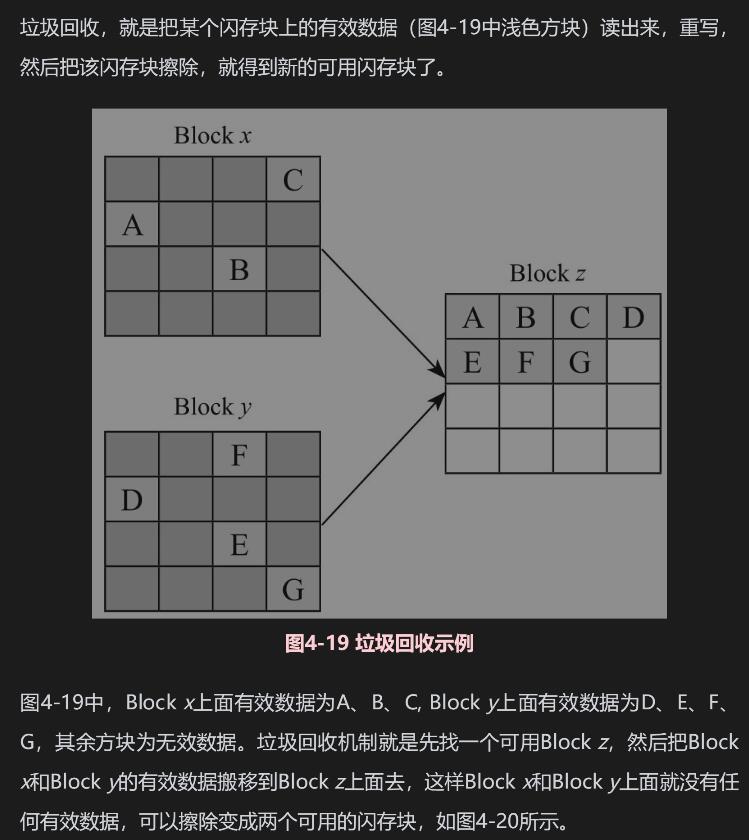 垃圾回收，就是把某个闪存块上的有效数据（图4-19中浅色方块）读出来，重写，
然后把该闪存块擦除，就得到新的可用闪存块了。
Block x
C
A
B
Block z
A B C D
E F G
Block y
F
D
E
G
图4-19 垃圾回收示例
图4-19中，Block x上面有效数据为A、B、C, Block y上面有效数据为D、E、F、
G，其余方块为无效数据。垃圾回收机制就是先找一个可用Block z，然后把Block
x和Block y的有效数据搬移到Block z上面去，这样Block x和Block y上面就没有任
何有效数据，可以擦除变成两个可用的闪存块，如图4-20所示。